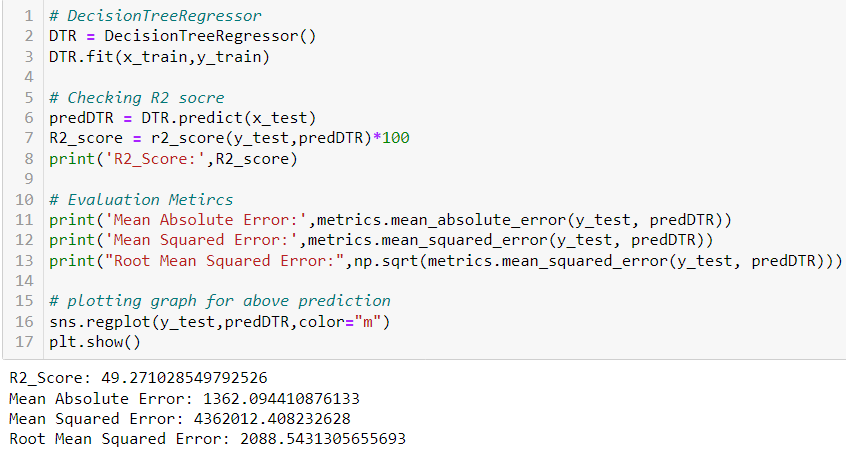 1 # DecisionTreeRegressor
2 DTR = DecisionTreeRegressor()
3 DTR.fit(x_train,y_train)
4
5 # Checking R2 socre
6 predDTR = DTR.predict(x_test)
7 R2_score = r2_score(y_test,predDTR)*100
8 print('R2_Score:',R2_score)
9
10 # Evaluation Metircs
11 print('Mean Absolute Error:',metrics.mean_absolute_error(y_test, predDTR))
12 print('Mean Squared Error:',metrics.mean_squared_error(y_test, predDTR))
13 print("Root Mean Squared Error:",np.sqrt(metrics.mean_squared_error(y_test, predDTR)))
14
15 # plotting graph for above prediction
16 sns.regplot(y_test,predDTR,color="m")
17 plt.show()
R2_Score: 49.271028549792526
Mean Absolute Error: 1362.094410876133
Mean Squared Error: 4362012.408232628
Root Mean Squared Error: 2088.5431305655693